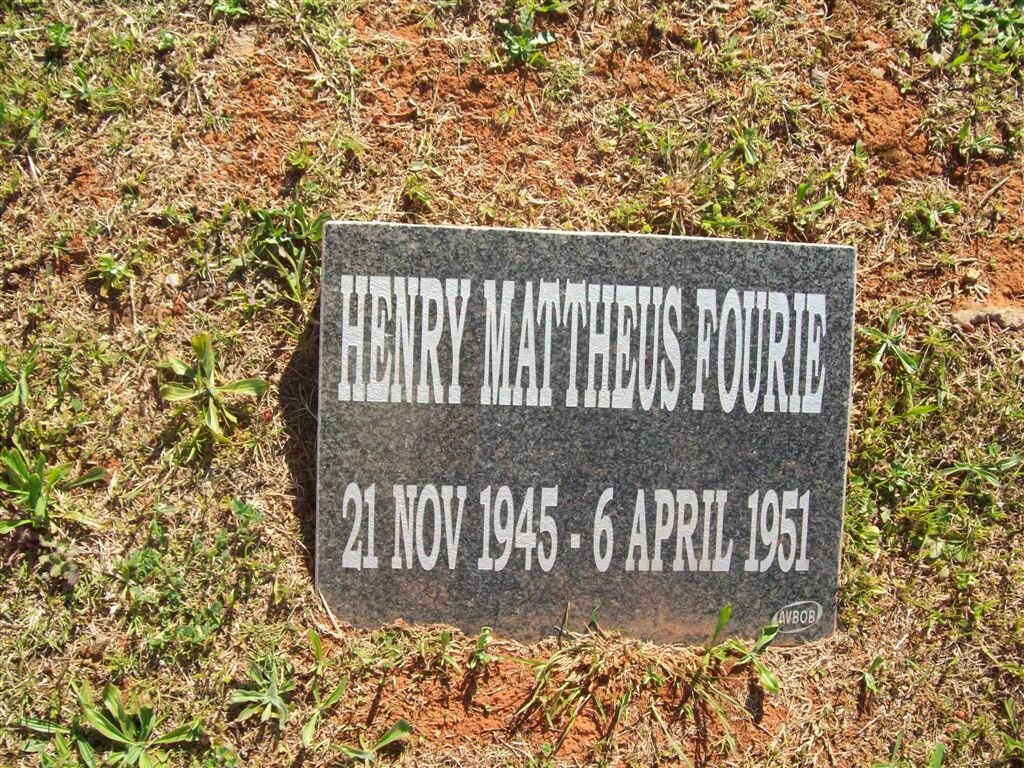 HENRY MATTHEUS FOURIE
21 NOV 1945 - 6 APRIL 1951
AVBOB